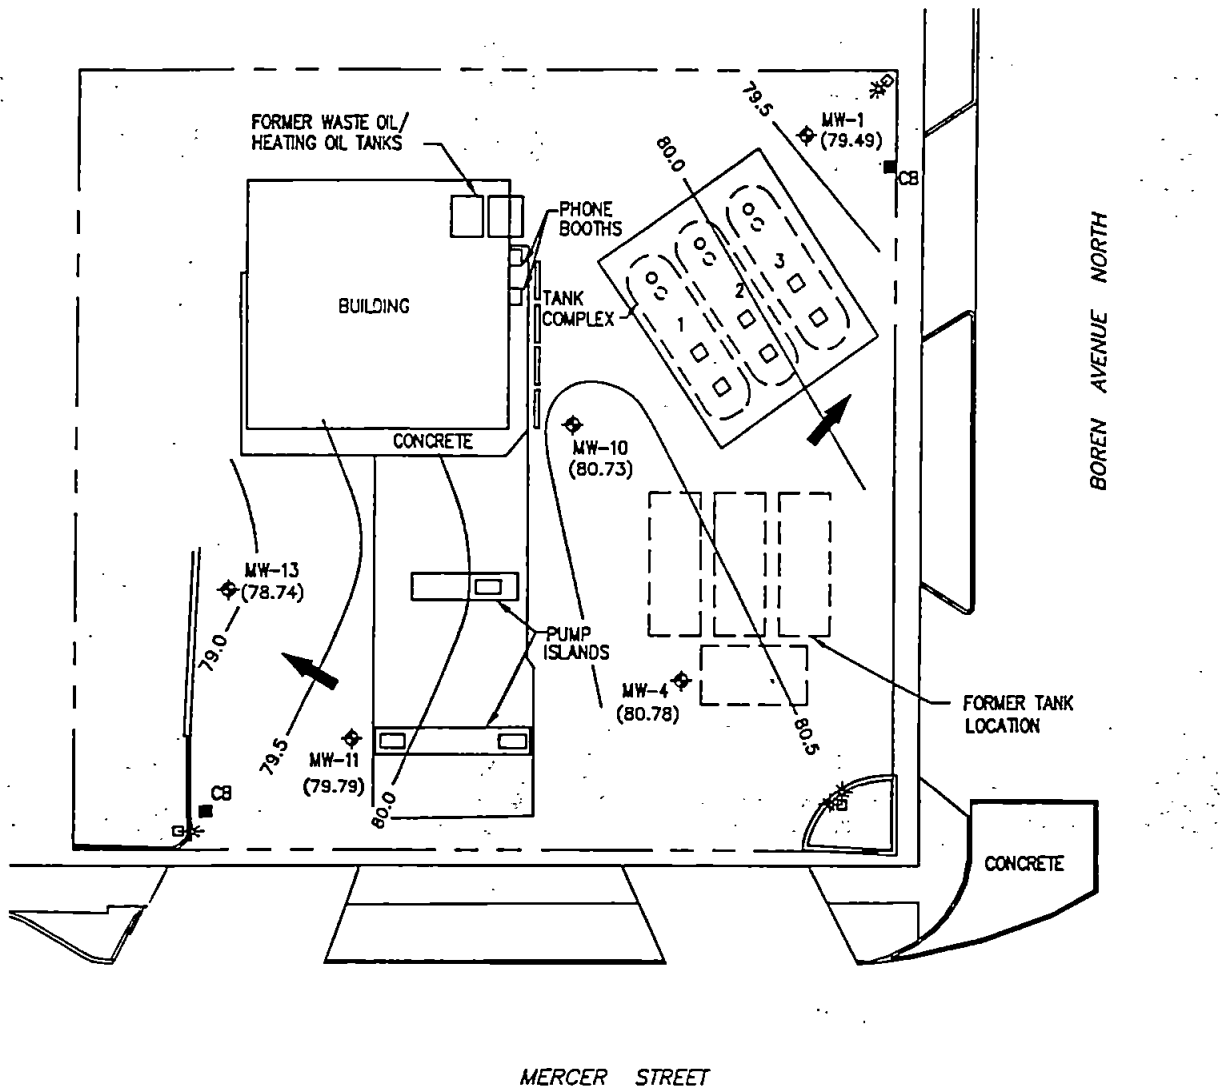 79.5
MW-1
(79.49)
FORMER WASTE OIL/
HEATING OIL TANKS
80.0
CB
PHONE
BOOTHS
3
2
1
BUILDING
TANK
COMPLEX
BOREN AVENUE NORTH
CONCRETE
MW-10
(80.73)
MW-13
(78.74)
79.0
PUMP
ISLANDS
MW-4
(80.78)
80.5
FORMER TANK
LOCATION
79.5
MW-11
(79.79)
80.0
CB
CONCRETE
MERCER STREET